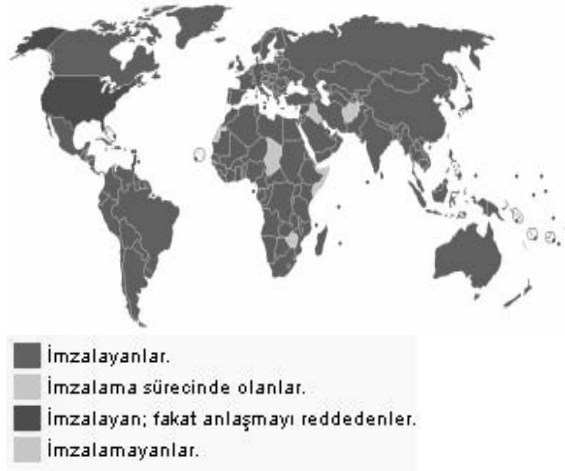 İmzalayanlar.
İmzalama sürecinde olanlar.
İmzalayan; fakat anlaşmayı reddedenler.
İmzalamayanlar.